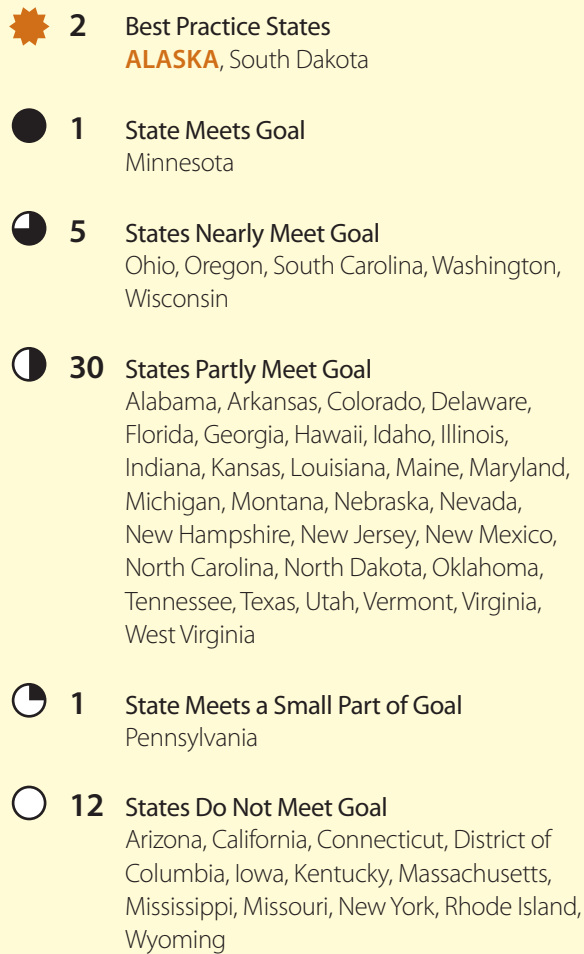 2 Best Practice States
ALASKA, South Dakota
1 State Meets Goal
Minnesota
5 States Nearly Meet Goal
Ohio, Oregon, South Carolina, Washington,
Wisconsin
30 States Partly Meet Goal
Alabama, Arkansas, Colorado, Delaware,
Florida, Georgia, Hawaii, Idaho, Illinois,
Indiana, Kansas, Louisiana, Maine, Maryland,
Michigan, Montana, Nebraska, Nevada,
New Hampshire, New Jersey, New Mexico,
North Carolina, North Dakota, Oklahoma,
Tennessee, Texas, Utah, Vermont, Virginia,
West Virginia
1 State Meets a Small Part of Goal
Pennsylvania
12 States Do Not Meet Goal
Arizona, California, Connecticut, District of
Columbia, Iowa, Kentucky, Massachusetts,
Mississippi, Missouri, New York, Rhode Island,
Wyoming